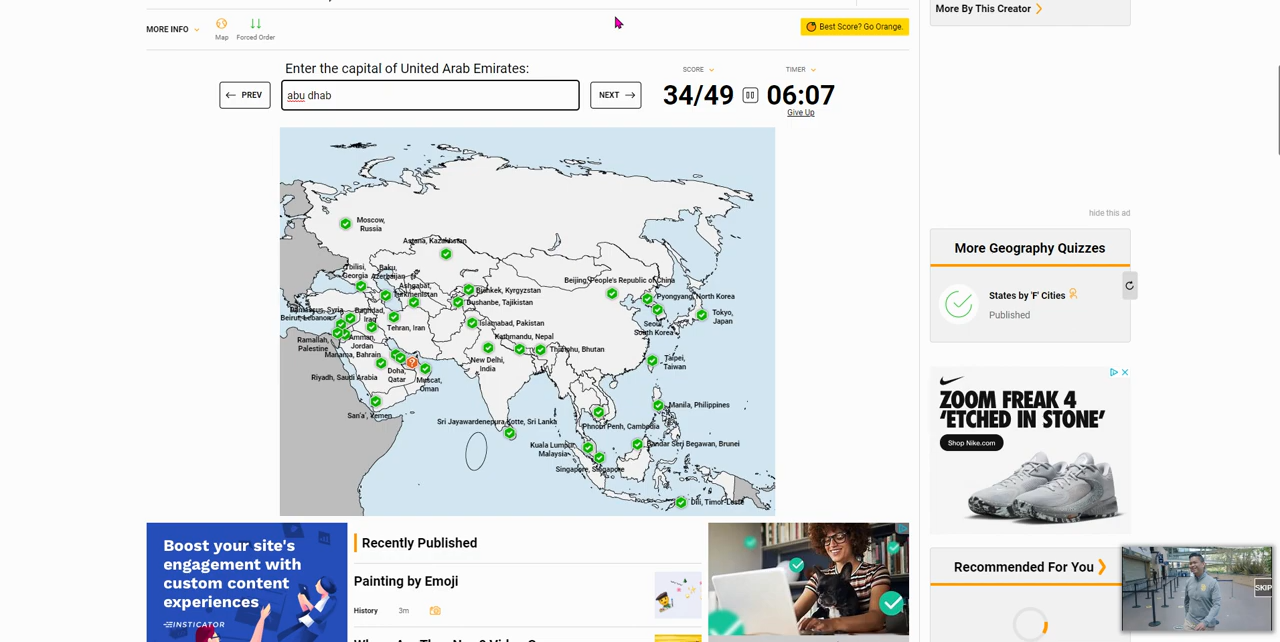 More By This Creator
MORE INFO
Map
Forced Order
Best Score? Go Orange.
Enter the capital of United Arab Emirates:
SCORE
TIMER
← PREV
abu dhab
NEXT →
34/49
06:07
Give Up
Moscow,
Russia
Astana, Kazakhstan
Tbilisi,
Georgia
Baku,
Azerbaijan
Ashgabat,
Turkmenistan
Bishkek, Kyrgyzstan
Dushanbe, Tajikistan
Beijing, People's Republic of China
Pyongyang, North Korea
Seoul,
South Korea
Tokyo,
Japan
Damascus, Syria
Beirut, Lebanon
Baghdad,
Iraq
Tehran, Iran
Islamabad, Pakistan
Ramallah,
Palestine
Amman,
Jordan
Kathmandu, Nepal
Thimphu, Bhutan
New Delhi,
India
Manama, Bahrain
Doha,
Qatar
Muscat,
Oman
Riyadh, Saudi Arabia
Taipei,
Taiwan
San'a', Yemen
Manila, Philippines
Sri Jayawardenepura Kotte, Sri Lanka
Phnom Penh, Cambodia
Kuala Lumpur,
Malaysia
Bandar Seri Begawan, Brunei
Singapore, Singapore
Dili, Timor-Leste
hide this ad
More Geography Quizzes
States by 'F' Cities
Published
ZOOM FREAK 4
'ETCHED IN STONE'
Shop Nike.com
Boost your site's
engagement with
custom content
experiences
INSTICATOR
Recently Published
Painting by Emoji
History
3m
Recommended For You
SKIP